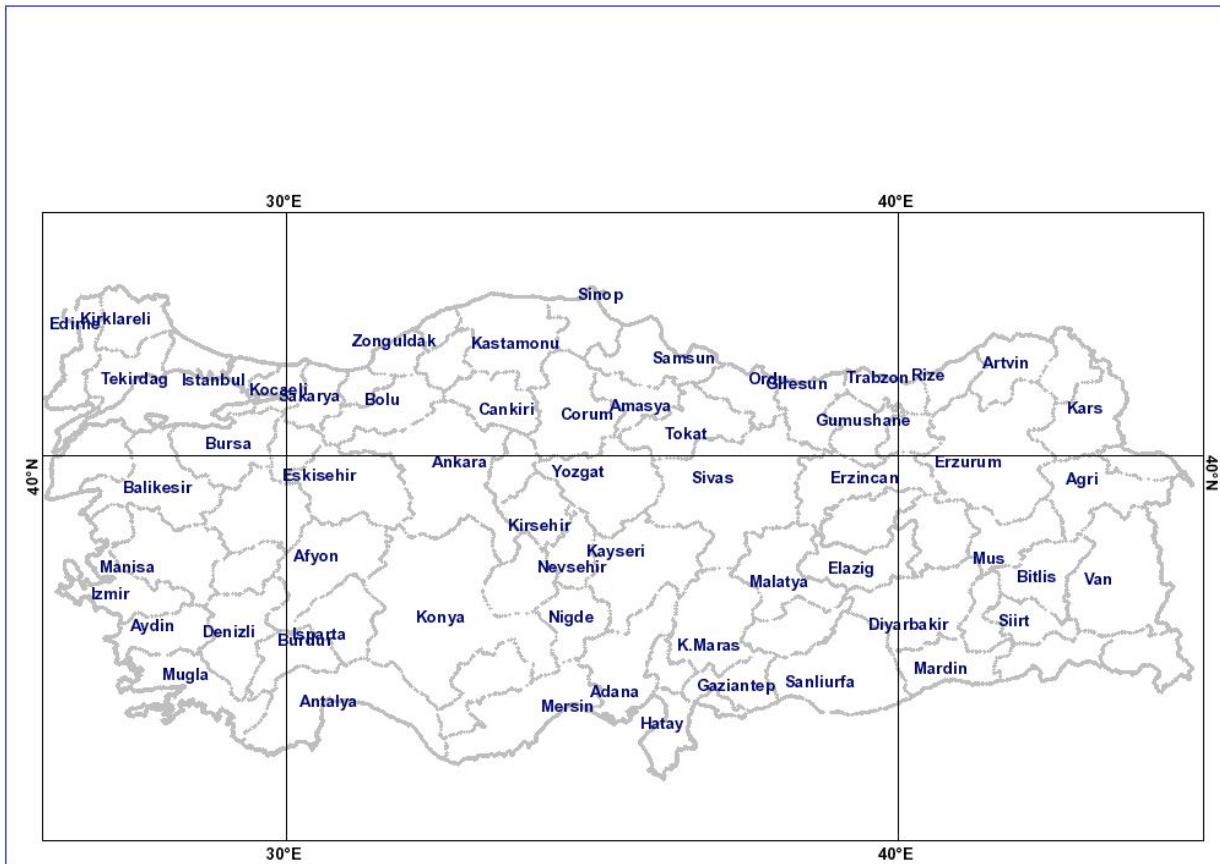 30°E 40°E
Sinop
Edirne Kirklareli
Zonguldak Kastamonu
Samsun
Artvin
Tekirdag Istanbul Ordu Giresun Trabzon Rize
Kocaeli Sakarya Bolu
Cankiri Corum Amasya Kars
Gumushane
Tokat
Bursa
40°N Eskisehir Ankara Yozgat Sivas Erzincan Erzurum Agri 40°N
Balikesir
Kirsehir
Afyon Kayseri Mus
Manisa Nevsehir Malatya Elazig Bitlis Van
Izmir
Aydin Denizli Konya Nigde Diyarbakir Siirt
Burdur Isparta
K.Maras
Mugla Mardin
Gaziantep Sanliurfa
Antalya Mersin Adana
Hatay
30°E 40°E